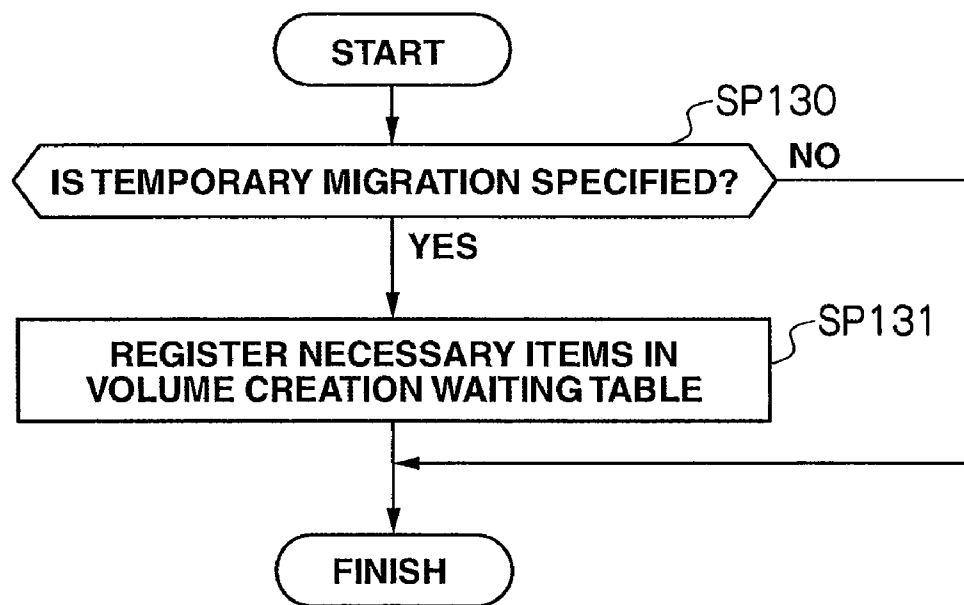 START
SP130
IS TEMPORARY MIGRATION SPECIFIED?
NO
YES
SP131
REGISTER NECESSARY ITEMS IN
VOLUME CREATION WAITING TABLE
FINISH